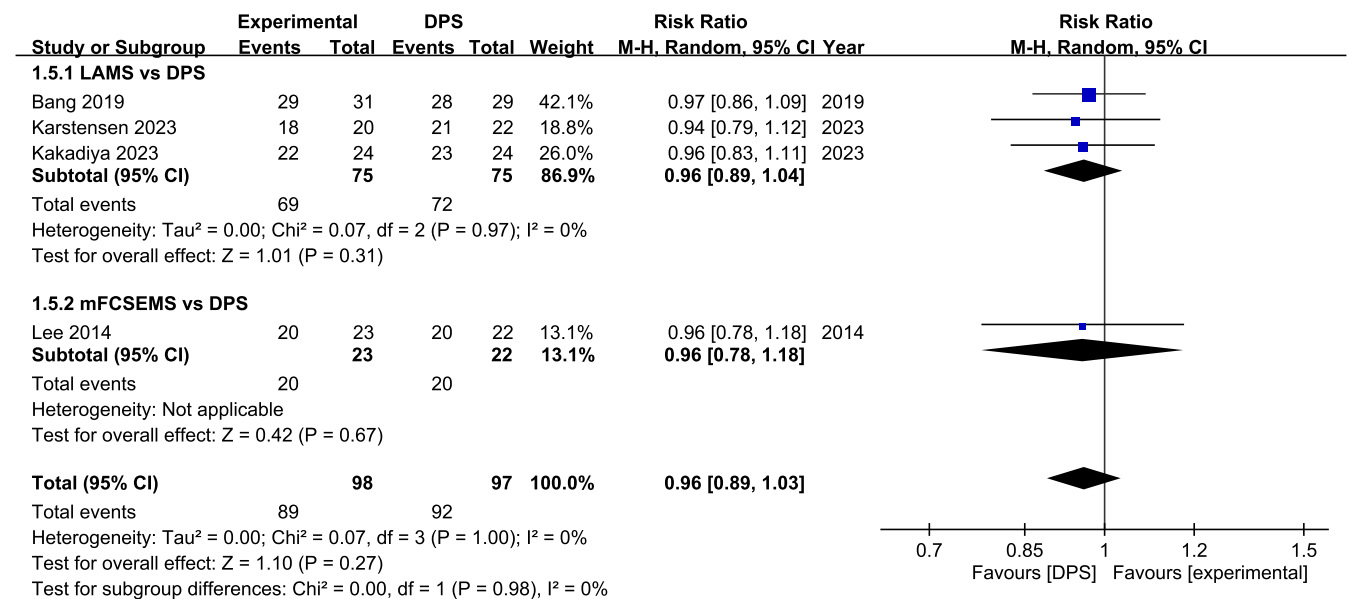 Experimental DPS Risk Ratio Risk Ratio
Study or Subgroup Events Total Events Total Weight M-H, Random, 95% CI Year M-H, Random, 95% CI
1.5.1 LAMS vs DPS
Bang 2019 29 31 28 29 42.1% 0.97 [0.86, 1.09] 2019
Karstensen 2023 18 20 21 22 18.8% 0.94 [0.79, 1.12] 2023
Kakadiya 2023 22 24 23 24 26.0% 0.96 [0.83, 1.11] 2023
Subtotal (95% CI) 75 75 86.9% 0.96 [0.89, 1.04]
Total events 69 72
Heterogeneity: Tau² = 0.00; Chi² = 0.07, df = 2 (P = 0.97); I² = 0%
Test for overall effect: Z = 1.01 (P = 0.31)
1.5.2 mFCSEMS vs DPS
Lee 2014 20 23 20 22 13.1% 0.96 [0.78, 1.18] 2014
Subtotal (95% CI) 23 22 13.1% 0.96 [0.78, 1.18]
Total events 20 20
Heterogeneity: Not applicable
Test for overall effect: Z = 0.42 (P = 0.67)
Total (95% CI) 98 97 100.0% 0.96 [0.89, 1.03]
Total events 89 92
Heterogeneity: Tau² = 0.00; Chi² = 0.07, df = 3 (P = 1.00); I² = 0%
Test for overall effect: Z = 1.10 (P = 0.27)
Test for subgroup differences: Chi² = 0.00, df = 1 (P = 0.98), I² = 0%
0.7 0.85 1 1.2 1.5
Favours [DPS] Favours [experimental]